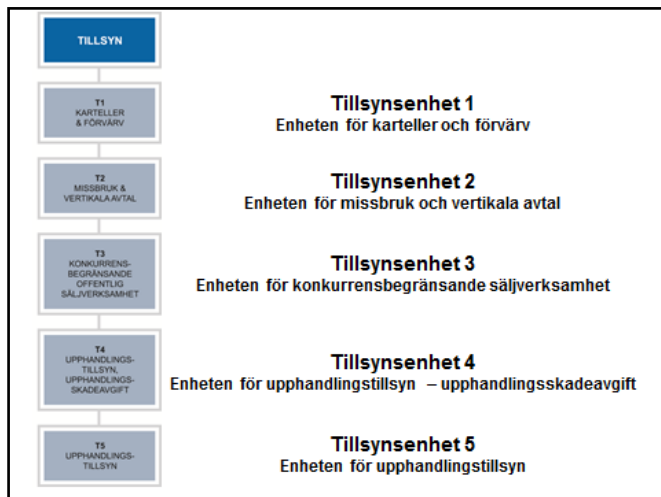 TILLSYN
T1
KARTELLER
& FÖRVÄRV
Tillsynsenhet 1
Enheten för karteller och förvärv
T2
MISSBRUK &
VERTIKALA AVTAL
Tillsynsenhet 2
Enheten för missbruk och vertikala avtal
T3
KONKURRENS-
BEGRÄNSANDE
OFFENTLIG
SÄLJVERKSAMHET
Tillsynsenhet 3
Enheten för konkurrensbegränsande säljverksamhet
T4
UPPHANDLINGS-
TILLSYN,
UPPHANDLINGS-
SKADEAVGIFT
Tillsynsenhet 4
Enheten för upphandlingstillsyn – upphandlingsskadeavgift
T5
UPPHANDLINGS-
TILLSYN
Tillsynsenhet 5
Enheten för upphandlingstillsyn